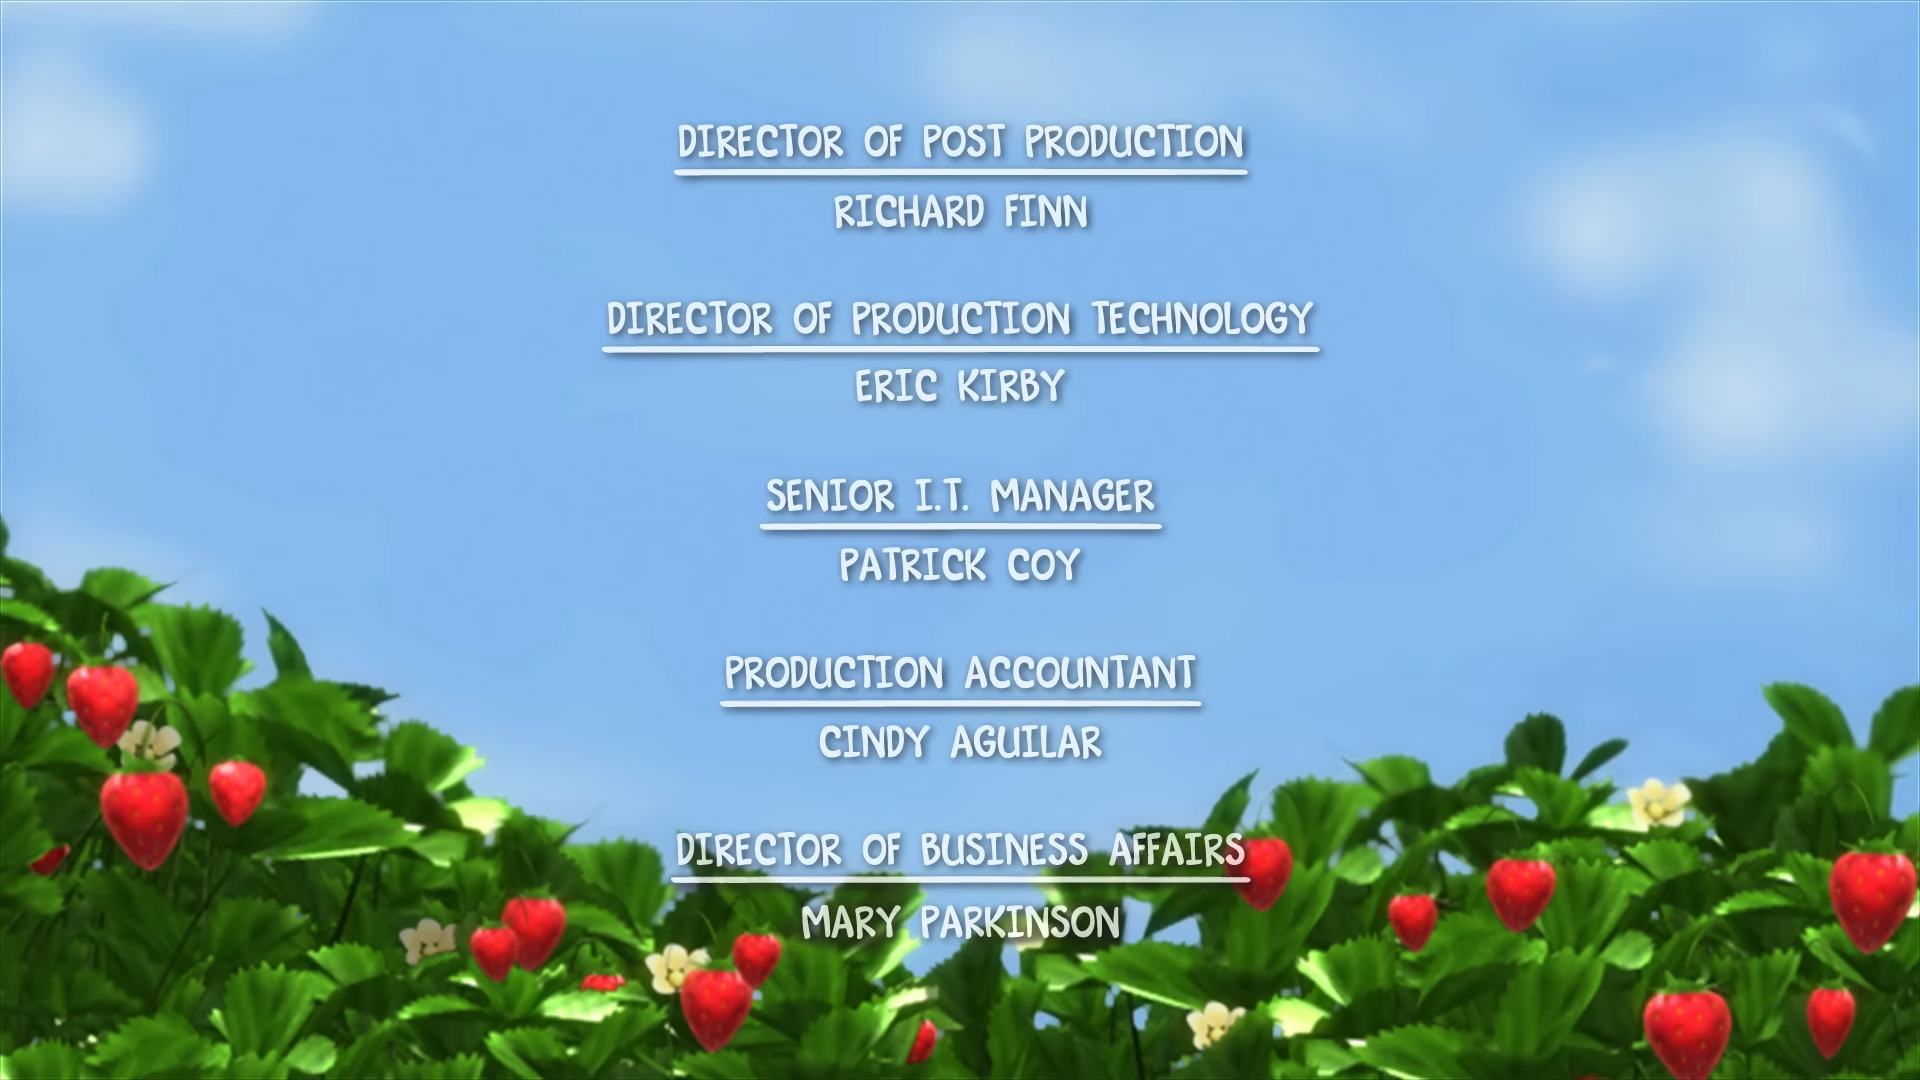 DIRECTOR OF POST PRODUCTION
RICHARD FINN
DIRECTOR OF PRODUCTION TECHNOLOGY
ERIC KIRBY
SENIOR I.T. MANAGER
PATRICK COY
PRODUCTION ACCOUNTANT
CINDY AGUILAR
DIRECTOR OF BUSINESS AFFAIRS
MARY PARKINSON